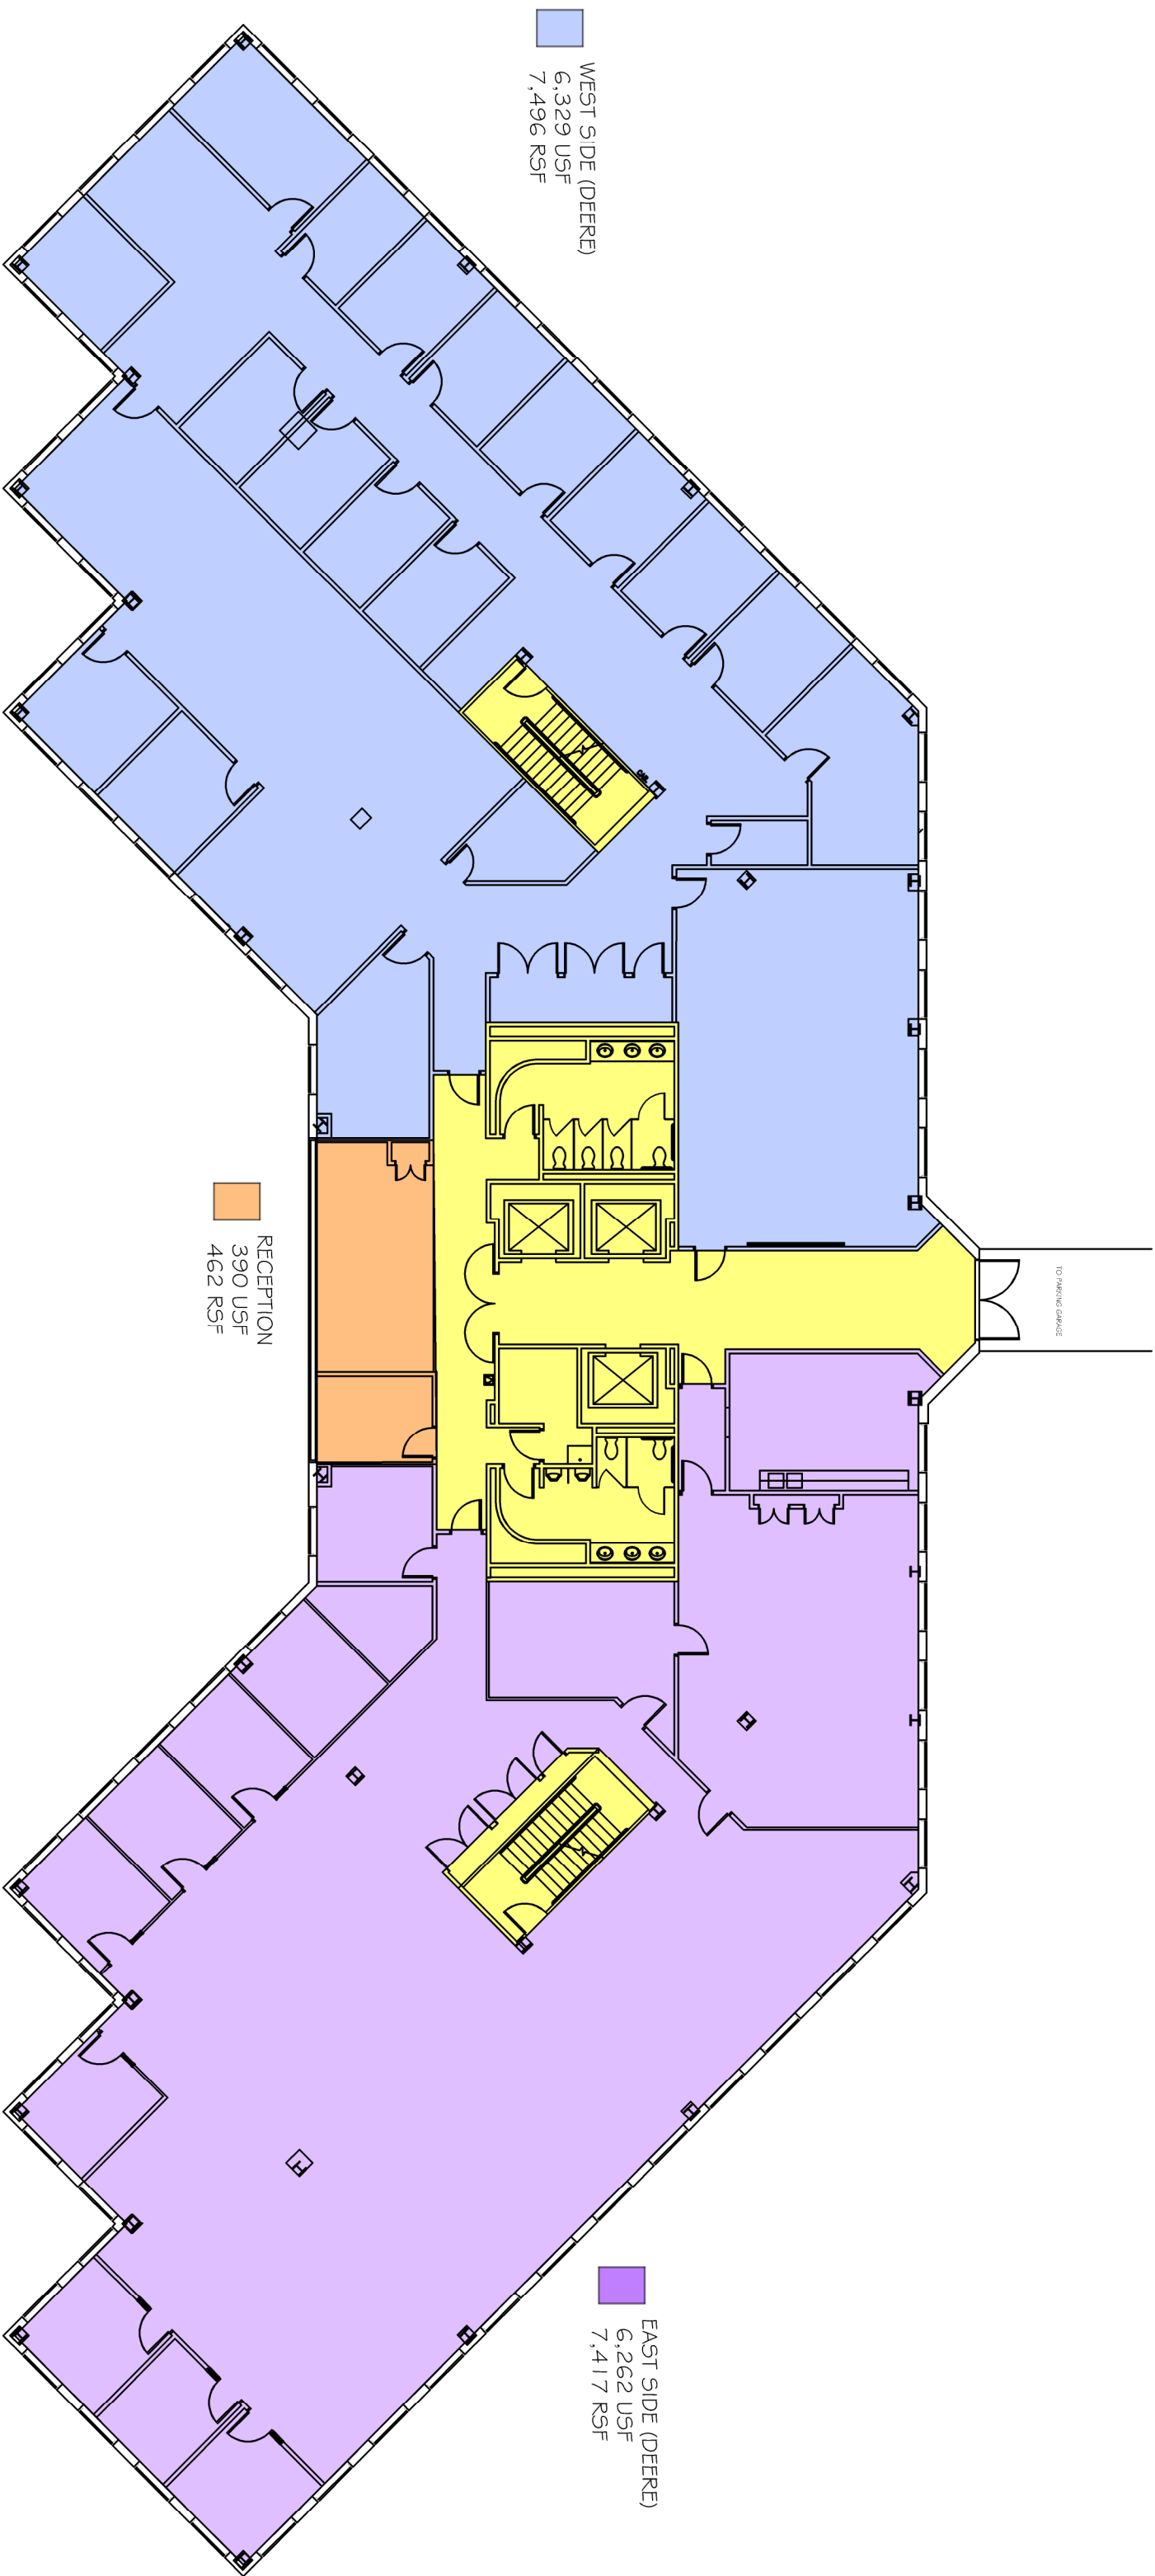 WEST SIDE (DEERE)
6,329 USF
7,496 RSF
TO PARKING GARAGE
RECEPTION
390 USF
462 RSF
EAST SIDE (DEERE)
6,262 USF
7,417 RSF